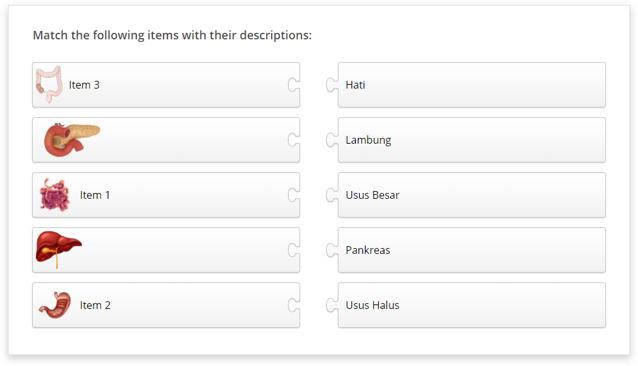 Match the following items with their descriptions:
Item 3
Hati
Lambung
Item 1
Usus Besar
Pankreas
Item 2
Usus Halus